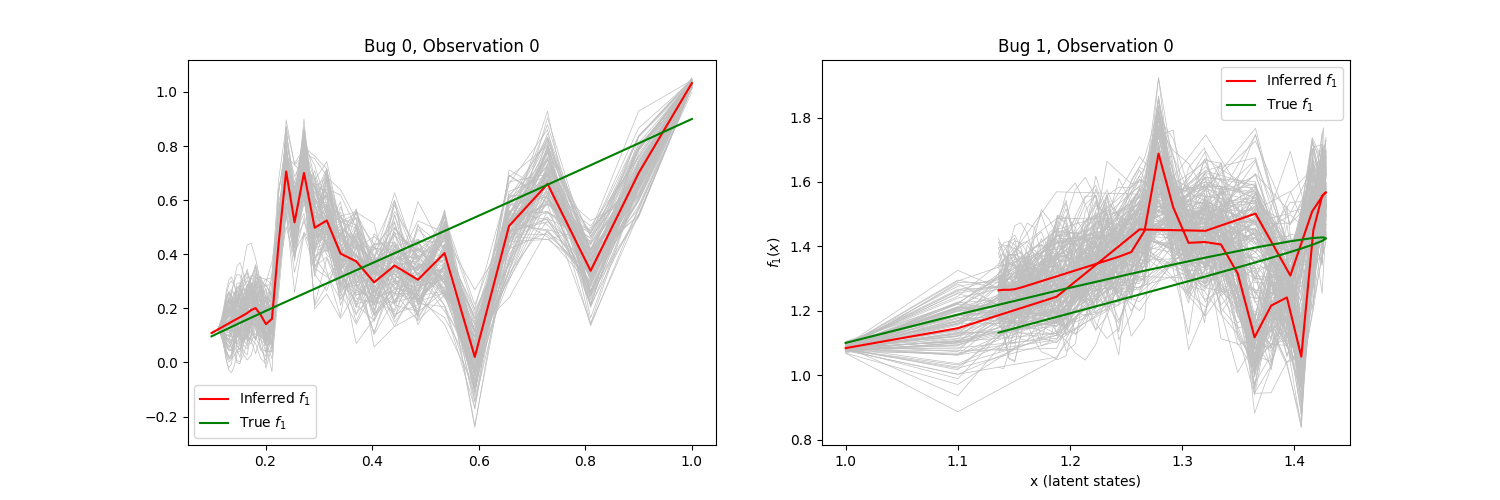 Bug 0, Observation 0
1.0
0.8
0.6
0.4
0.2
0.0
−0.2
0.2 0.4 0.6 0.8 1.0
Inferred f₁
True f₁
Bug 1, Observation 0
f₁(x)
1.8
1.6
1.4
1.2
1.0
0.8
1.0 1.1 1.2 1.3 1.4
x (latent states)
Inferred f₁
True f₁